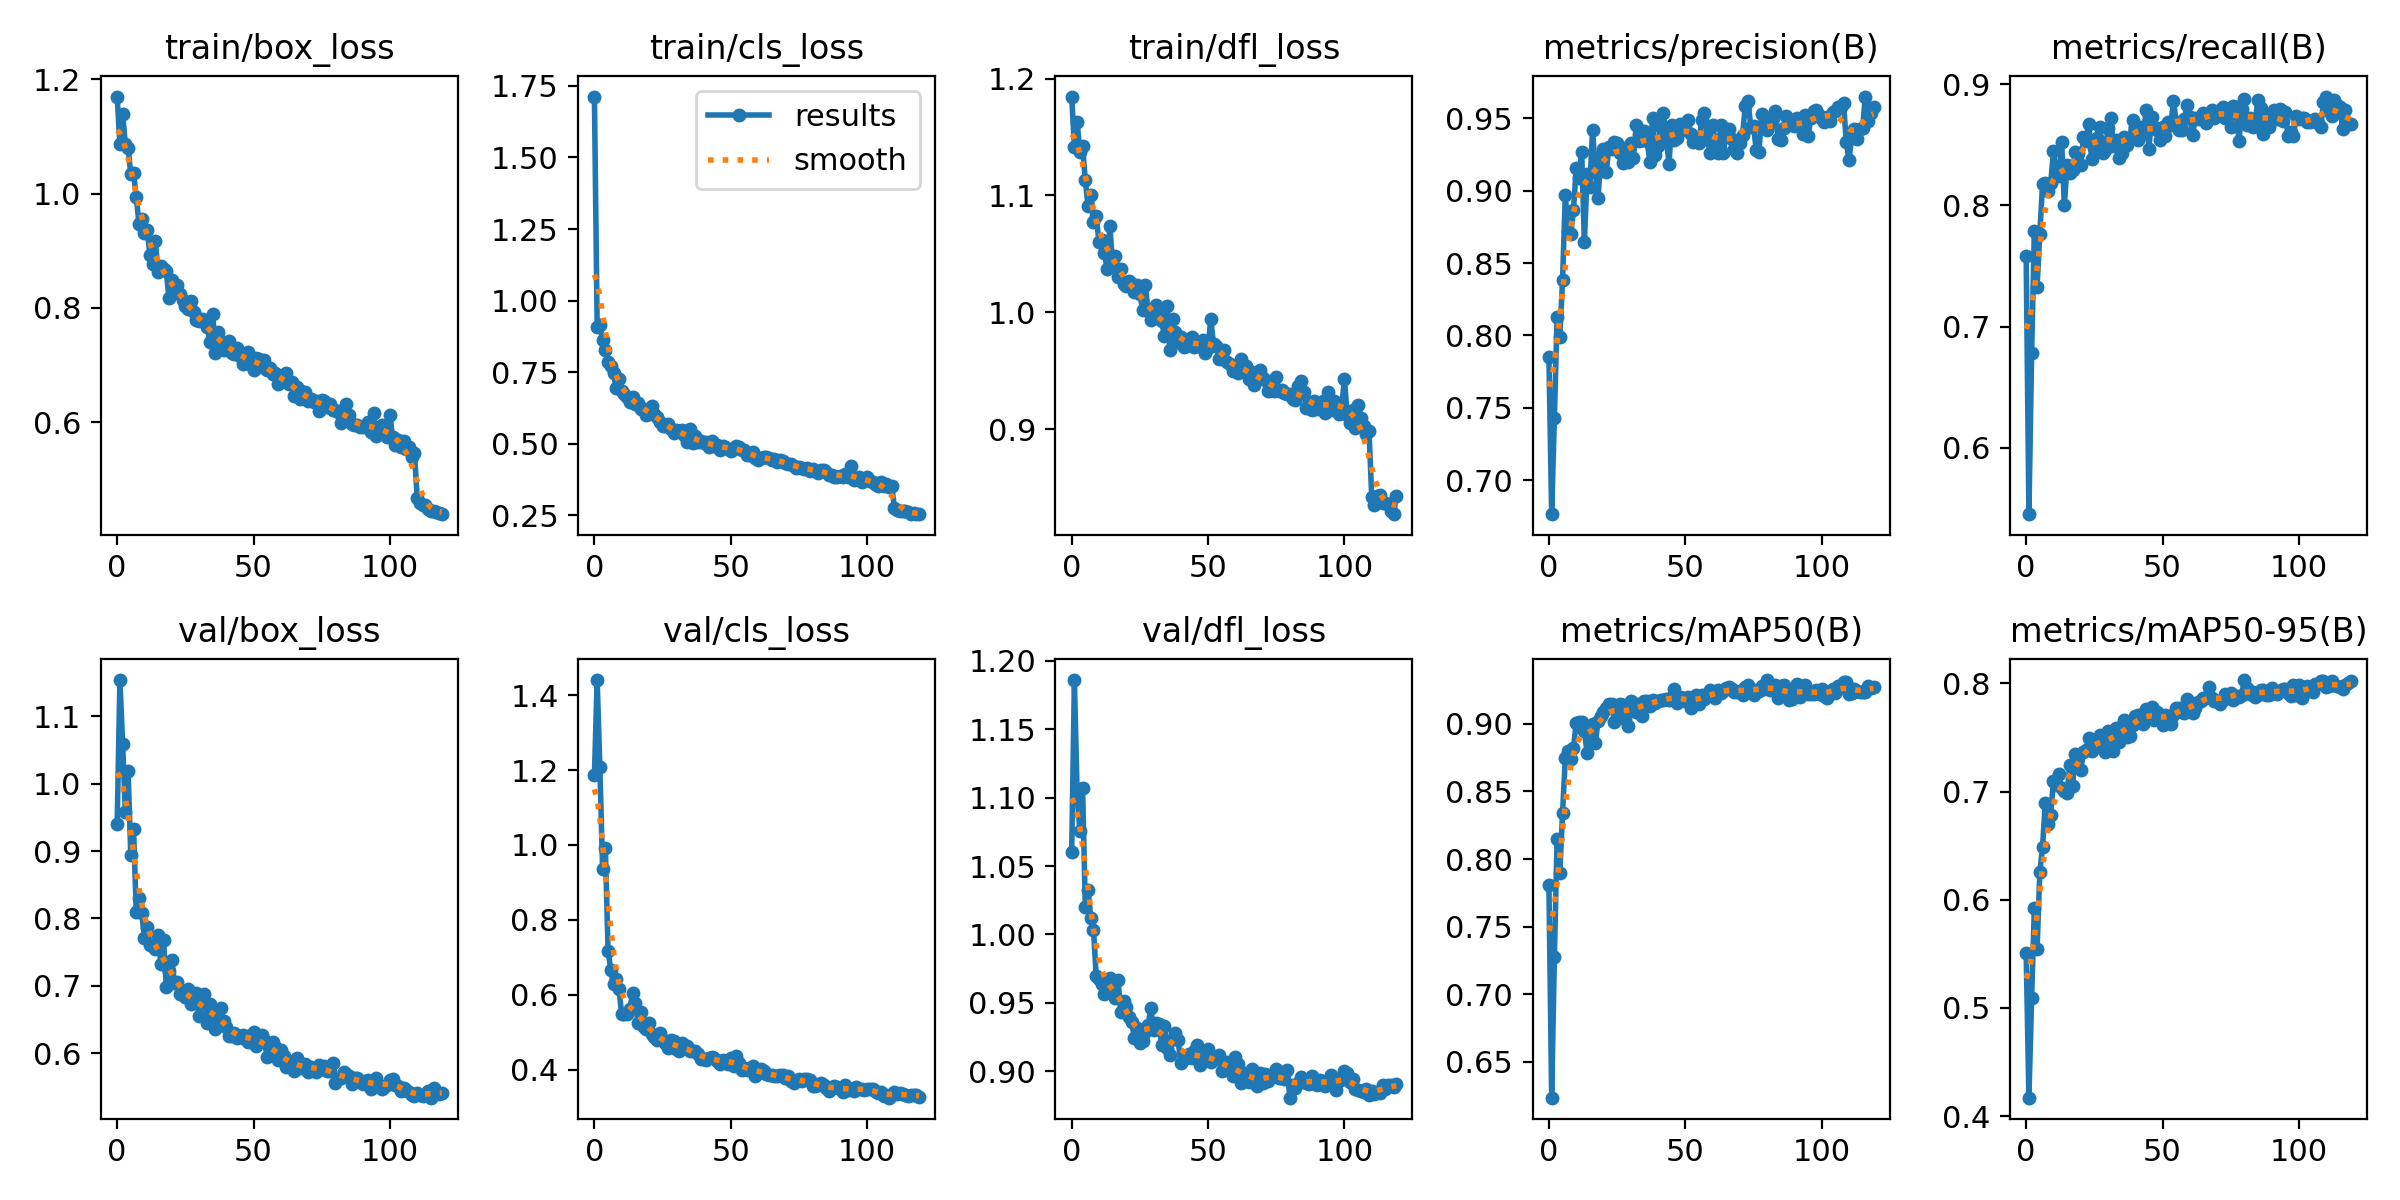 train/box_loss
1.2
1.0
0.8
0.6
0 50 100
train/cls_loss
results
smooth
1.75
1.50
1.25
1.00
0.75
0.50
0.25
0 50 100
train/dfl_loss
1.2
1.1
1.0
0.9
0 50 100
metrics/precision(B)
0.95
0.90
0.85
0.80
0.75
0.70
0 50 100
metrics/recall(B)
0.9
0.8
0.7
0.6
0 50 100
val/box_loss
1.1
1.0
0.9
0.8
0.7
0.6
0 50 100
val/cls_loss
1.4
1.2
1.0
0.8
0.6
0.4
0 50 100
val/dfl_loss
1.20
1.15
1.10
1.05
1.00
0.95
0.90
0 50 100
metrics/mAP50(B)
0.90
0.85
0.80
0.75
0.70
0.65
0 50 100
metrics/mAP50-95(B)
0.8
0.7
0.6
0.5
0.4
0 50 100